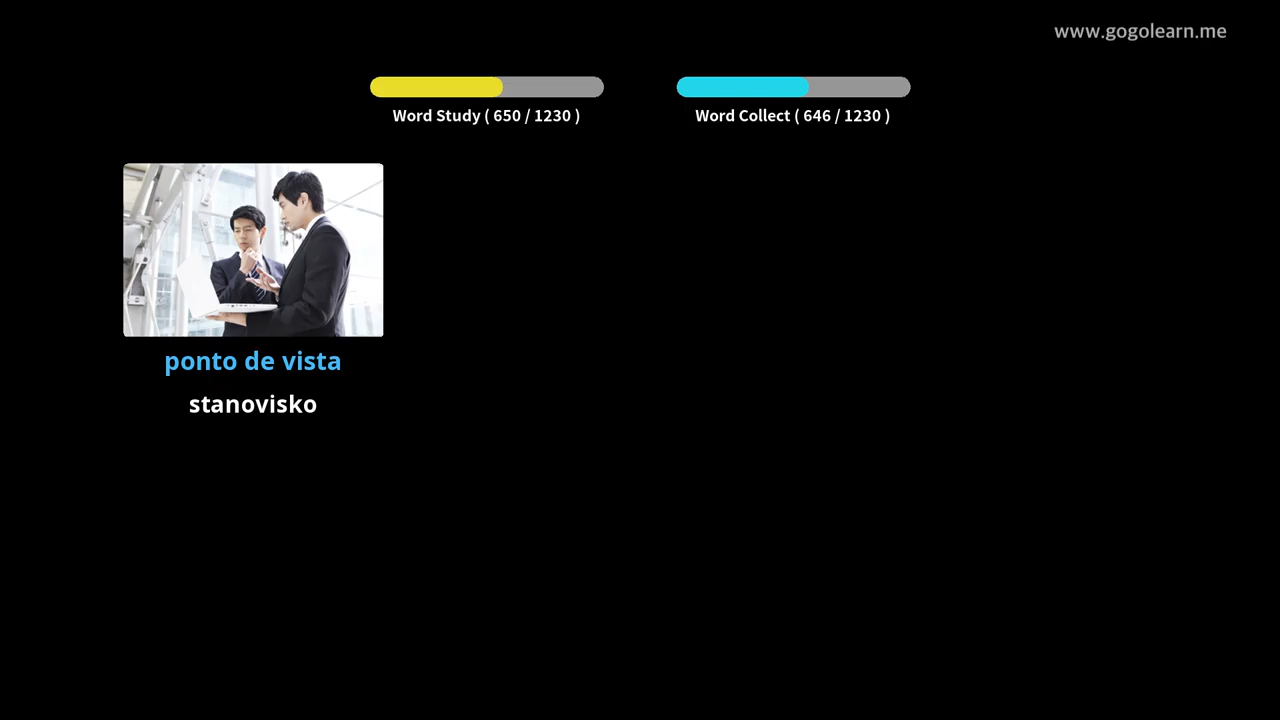 www.gogolearn.me
Word Study ( 650 / 1230 )
Word Collect ( 646 / 1230 )
ponto de vista
stanovisko